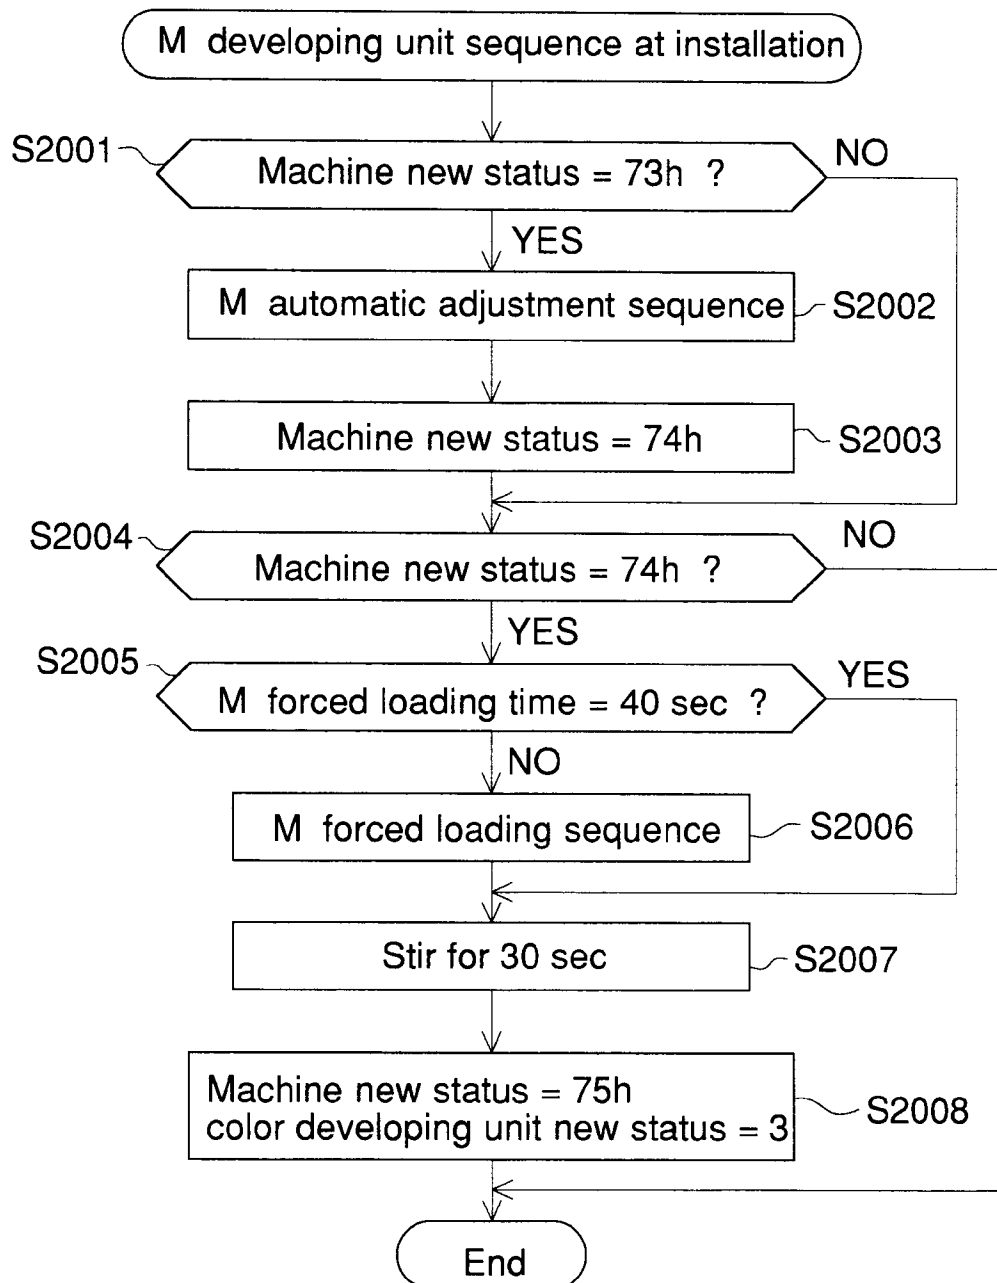 M developing unit sequence at installation
S2001
Machine new status = 73h ?
NO
YES
M automatic adjustment sequence
S2002
Machine new status = 74h
S2003
S2004
Machine new status = 74h ?
NO
YES
S2005
M forced loading time = 40 sec ?
YES
NO
M forced loading sequence
S2006
Stir for 30 sec
S2007
Machine new status = 75h
color developing unit new status = 3
S2008
End